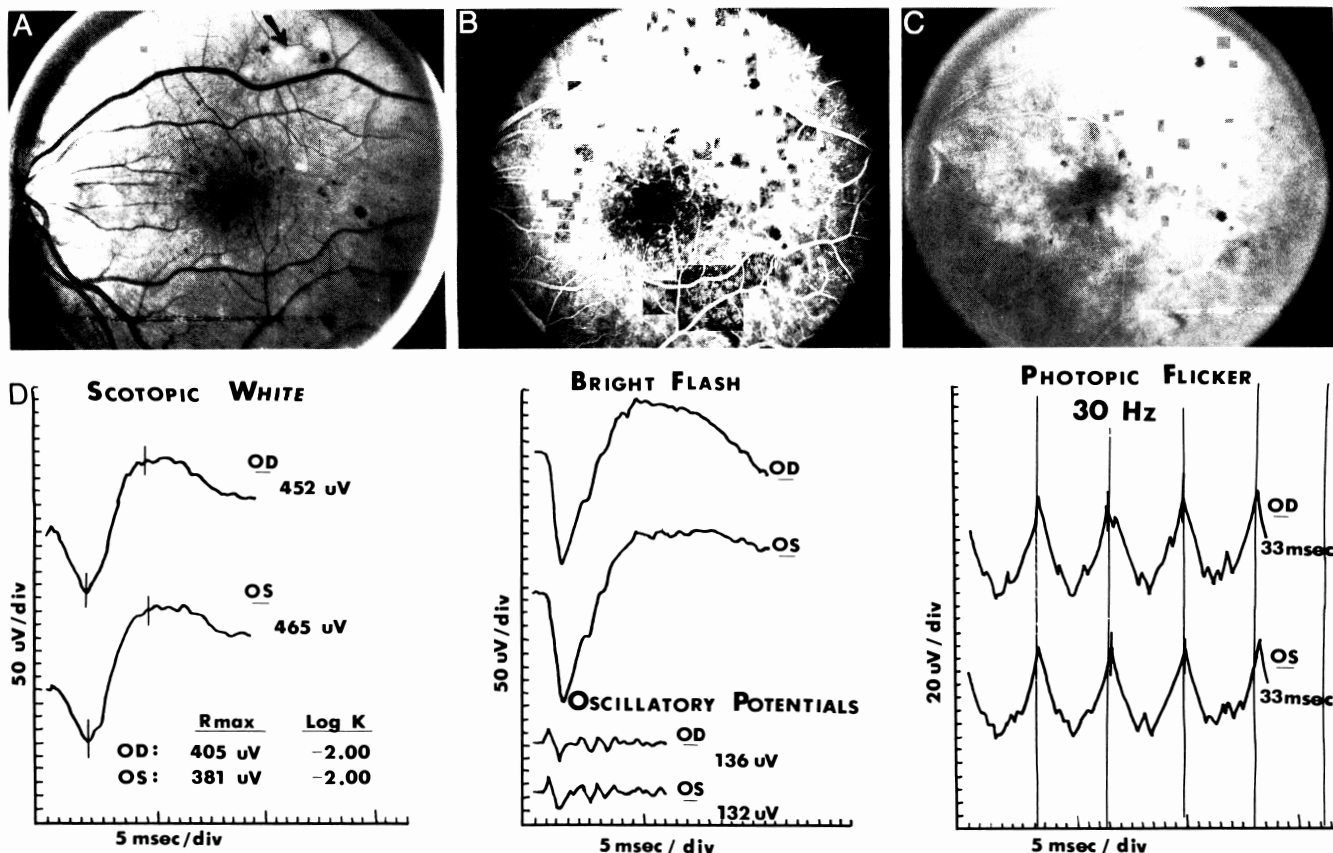 A
B
C
D
SCOTOPIC WHITE
OD
452 uV
OS
465 uV
50 uV/div
Rmax Log K
OD: 405 uV -2.00
OS: 381 uV -2.00
5 msec/div
BRIGHT FLASH
OD
OS
50 uV/div
OSCILLATORY POTENTIALS
OD
136 uV
OS
132 uV
5 msec / div
PHOTOPIC FLICKER
30 Hz
OD
33msec
OS
33msec
20 uV / div
5 msec / div